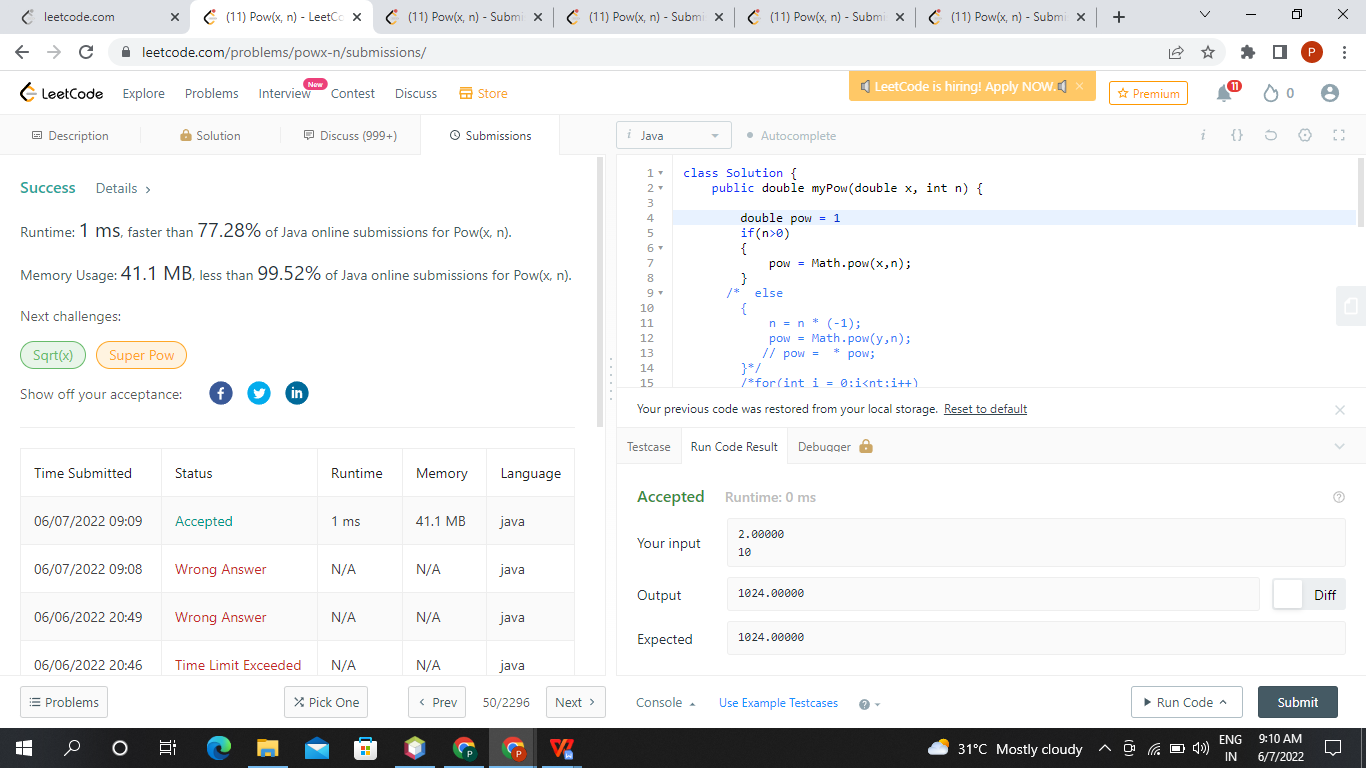 leetcode.com
(11) Pow(x, n) - LeetC
(11) Pow(x, n) - Submi
(11) Pow(x, n) - Submi
(11) Pow(x, n) - Submi
(11) Pow(x, n) - Submi
leetcode.com/problems/powx-n/submissions/
P
LeetCode
Explore
Problems
Interview
New
Contest
Discuss
Store
LeetCode is hiring! Apply NOW.
Premium
11
0
Description
Solution
Discuss (999+)
Submissions
i Java
Autocomplete
i {}
Success
Details
Runtime: 1 ms, faster than 77.28% of Java online submissions for Pow(x, n).
Memory Usage: 41.1 MB, less than 99.52% of Java online submissions for Pow(x, n).
Next challenges:
Sqrt(x)
Super Pow
Show off your acceptance:
Time Submitted Status Runtime Memory Language
06/07/2022 09:09 Accepted 1 ms 41.1 MB java
06/07/2022 09:08 Wrong Answer N/A N/A java
06/06/2022 20:49 Wrong Answer N/A N/A java
06/06/2022 20:46 Time Limit Exceeded N/A N/A java
1 class Solution {
2 public double myPow(double x, int n) {
3
4 double pow = 1
5 if(n>0)
6 {
7 pow = Math.pow(x,n);
8 }
9 /* else
10 {
11 n = n * (-1);
12 pow = Math.pow(y,n);
13 // pow = * pow;
14 }*/
15 /*for(int i = 0;i<nt;i++)
Your previous code was restored from your local storage. Reset to default
Testcase
Run Code Result
Debugger
Accepted Runtime: 0 ms
Your input
2.00000
10
Output
1024.00000
Diff
Expected
1024.00000
Problems
Pick One
Prev
50/2296
Next
Console
Use Example Testcases
Run Code
Submit
31°C Mostly cloudy
ENG
IN
9:10 AM
6/7/2022